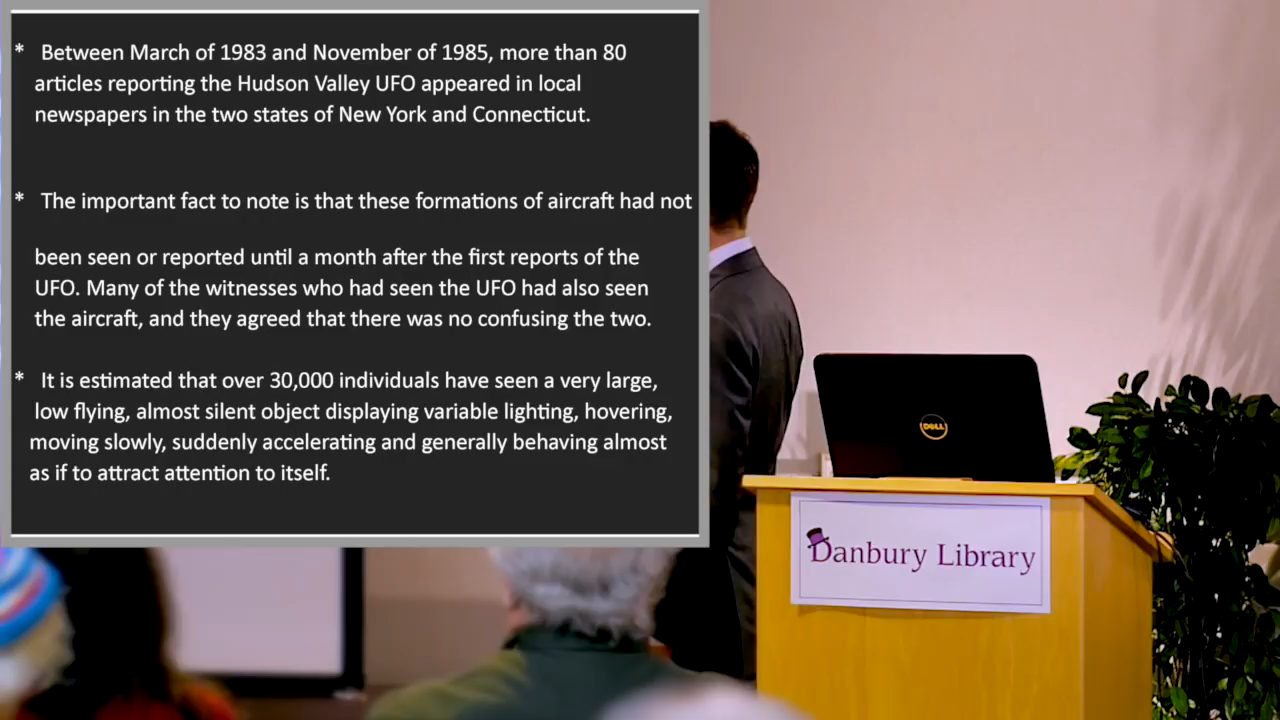 * Between March of 1983 and November of 1985, more than 80
articles reporting the Hudson Valley UFO appeared in local
newspapers in the two states of New York and Connecticut.
* The important fact to note is that these formations of aircraft had not
been seen or reported until a month after the first reports of the
UFO. Many of the witnesses who had seen the UFO had also seen
the aircraft, and they agreed that there was no confusing the two.
* It is estimated that over 30,000 individuals have seen a very large,
low flying, almost silent object displaying variable lighting, hovering,
moving slowly, suddenly accelerating and generally behaving almost
as if to attract attention to itself.
DELL
Danbury Library